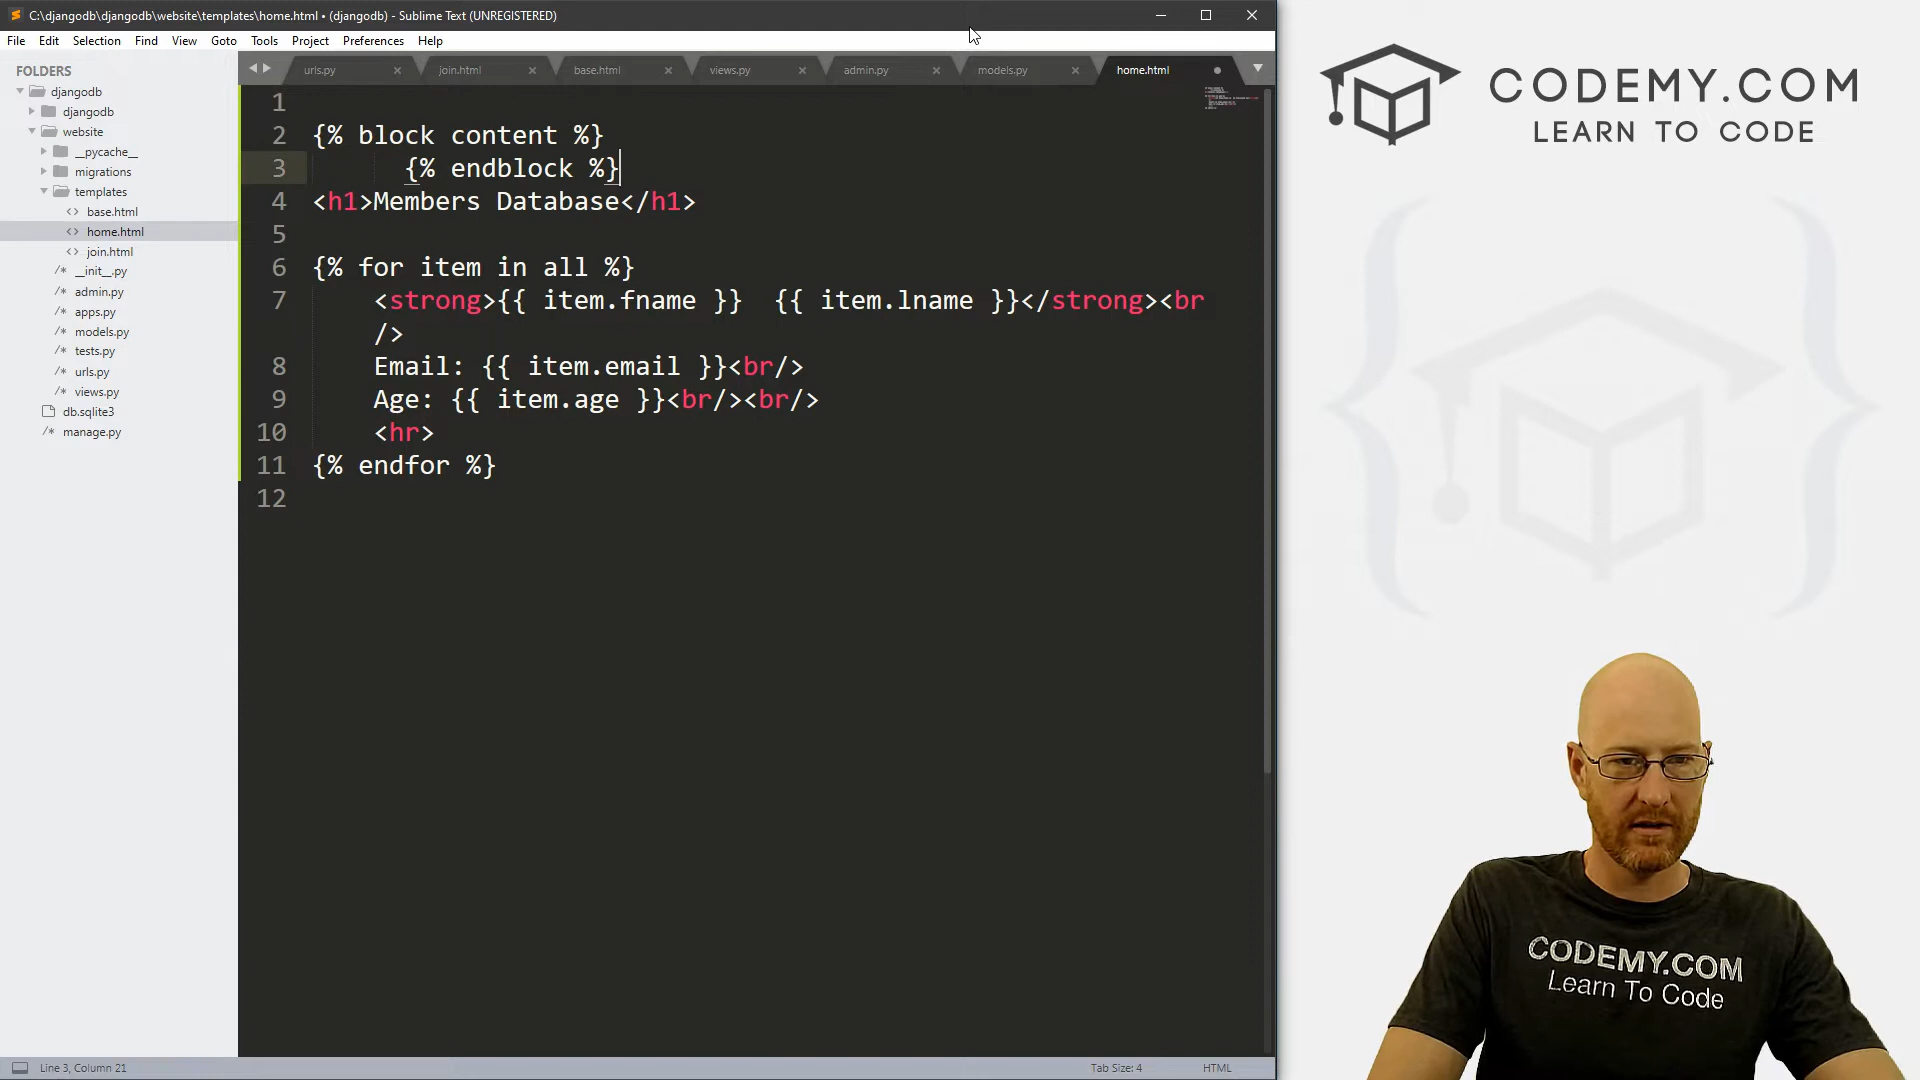 C:\djangodb\djangodb\website\templates\home.html • (djangodb) - Sublime Text (UNREGISTERED)
File Edit Selection Find View Goto Tools Project Preferences Help
FOLDERS
djangodb
djangodb
website
__pycache__
migrations
templates
base.html
home.html
join.html
__init__.py
admin.py
apps.py
models.py
tests.py
urls.py
views.py
db.sqlite3
manage.py
urls.py join.html base.html views.py admin.py models.py home.html
1
2 {% block content %}
3 {% endblock %}
4 <h1>Members Database</h1>
5
6 {% for item in all %}
7 <strong>{{ item.fname }} {{ item.lname }}</strong><br
/>
8 Email: {{ item.email }}<br/>
9 Age: {{ item.age }}<br/><br/>
10 <hr>
11 {% endfor %}
12
Line 3, Column 21
Tab Size: 4
HTML
CODEMY.COM
LEARN TO CODE
CODEMY.COM
Learn To Code